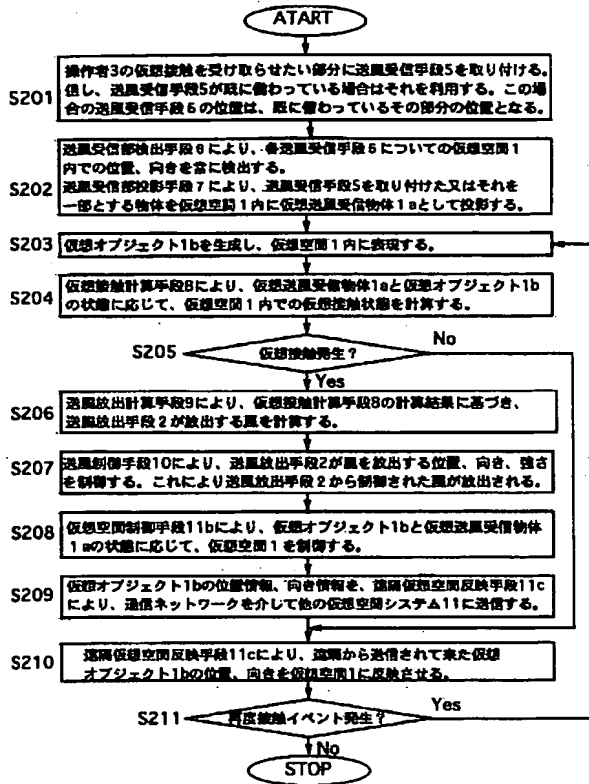 ATART
S201
操作者3の仮想接触を受け取らせたい部分に送風受信手段5を取り付ける。
但し、送風受信手段5が既に備わっている場合はそれを利用する。この場
合の送風受信手段6の位置は、既に備わっているその部分の位置となる。
S202
送風受信部検出手段6により、各送風受信手段5についての仮想空間1
内での位置、向きを常に検出する。
送風受信部投影手段7により、送風受信手段5を取り付けた又はそれを
一部とする物体を仮想空間1内に仮想送風受信物体1aとして投影する。
S203
仮想オブジェクト1bを生成し、仮想空間1内に表現する。
S204
仮想接触計算手段8により、仮想送風受信物体1aと仮想オブジェクト1b
の状態に応じて、仮想空間1内での仮想接触状態を計算する。
S205
仮想接触発生？
No
Yes
S206
送風放出計算手段9により、仮想接触計算手段8の計算結果に基づき、
送風放出手段2が放出する風を計算する。
S207
送風制御手段10により、送風放出手段2が風を放出する位置、向き、強さ
を制御する。これにより送風放出手段2から制御された風が放出される。
S208
仮想空間制御手段11bにより、仮想オブジェクト1bと仮想送風受信物体
1aの状態に応じて、仮想空間1を制御する。
S209
仮想オブジェクト1bの位置情報、向き情報を、遠隔仮想空間反映手段11c
により、通信ネットワークを介して他の仮想空間システム11に送信する。
S210
遠隔仮想空間反映手段11cにより、遠隔から送信されて来た仮想
オブジェクト1bの位置、向きを仮想空間1に反映させる。
S211
再度接触イベント発生？
Yes
No
STOP